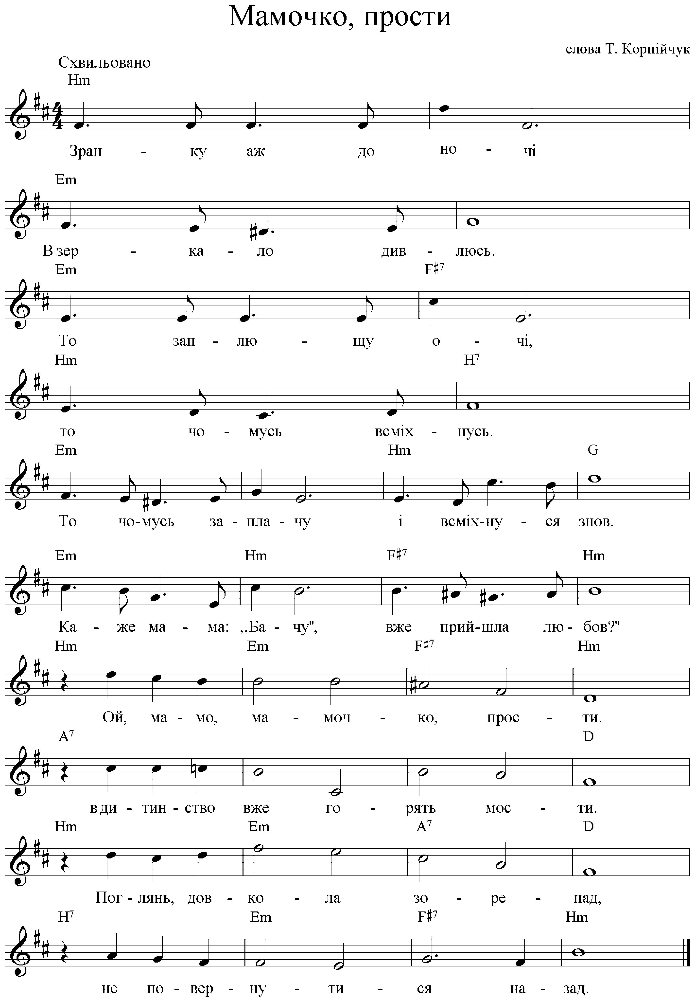 Мамочко, прости
слова Т. Корнійчук
Схвильовано
Hm
4
4
Зран - ку аж до но - чі
Em
В зер - ка - ло див - люсь.
Em F#7
То зап - лю - щу о - чі,
Hm H7
то чо - мусь всміх - нусь.
Em Hm G
То чо-мусь за - пла - чу і всміх-ну - ся знов.
Em Hm F#7 Hm
Ка - же ма - ма: ,,Ба - чу", вже прий-шла лю - бов?"
Hm Em F#7 Hm
Ой, ма - мо, ма - моч - ко, прос - ти.
A7 D
в ди - тин - ство вже го - рять мос - ти.
Hm Em A7 D
Пог - лянь, дов - ко - ла зо - ре - пад,
H7 Em F#7 Hm
не по - вер - ну - ти - ся на - зад.